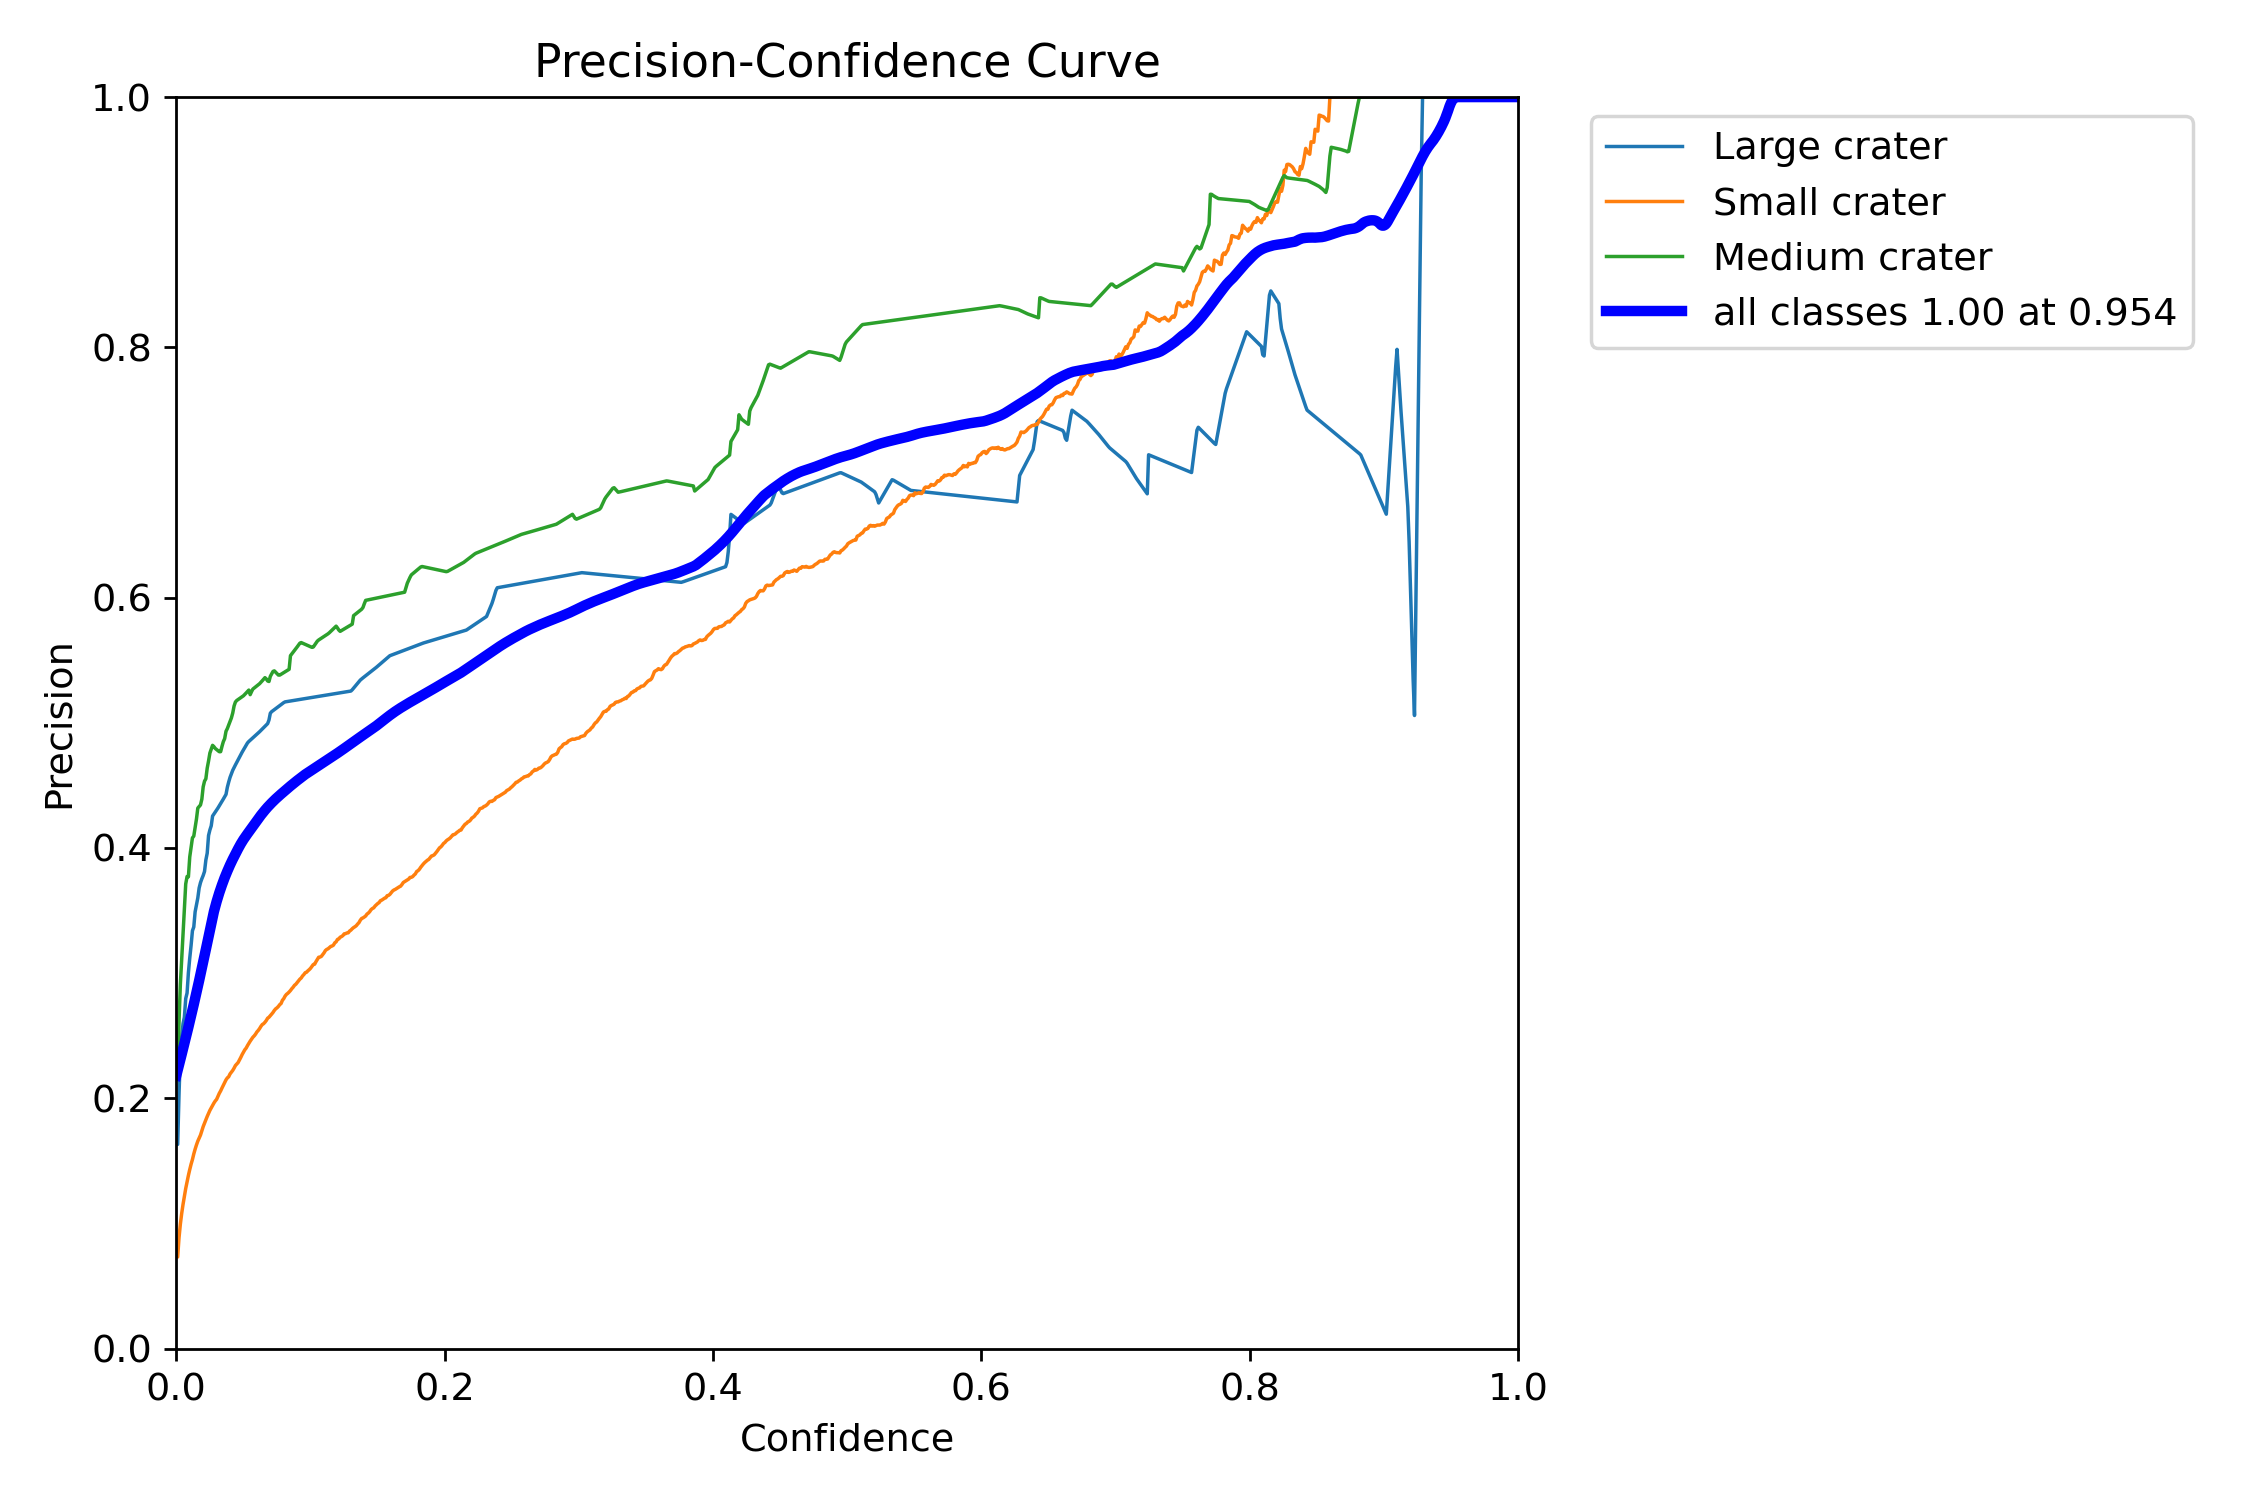 Precision-Confidence Curve
1.0
0.8
0.6
0.4
0.2
0.0
Precision
0.0 0.2 0.4 0.6 0.8 1.0
Confidence
Large crater
Small crater
Medium crater
all classes 1.00 at 0.954